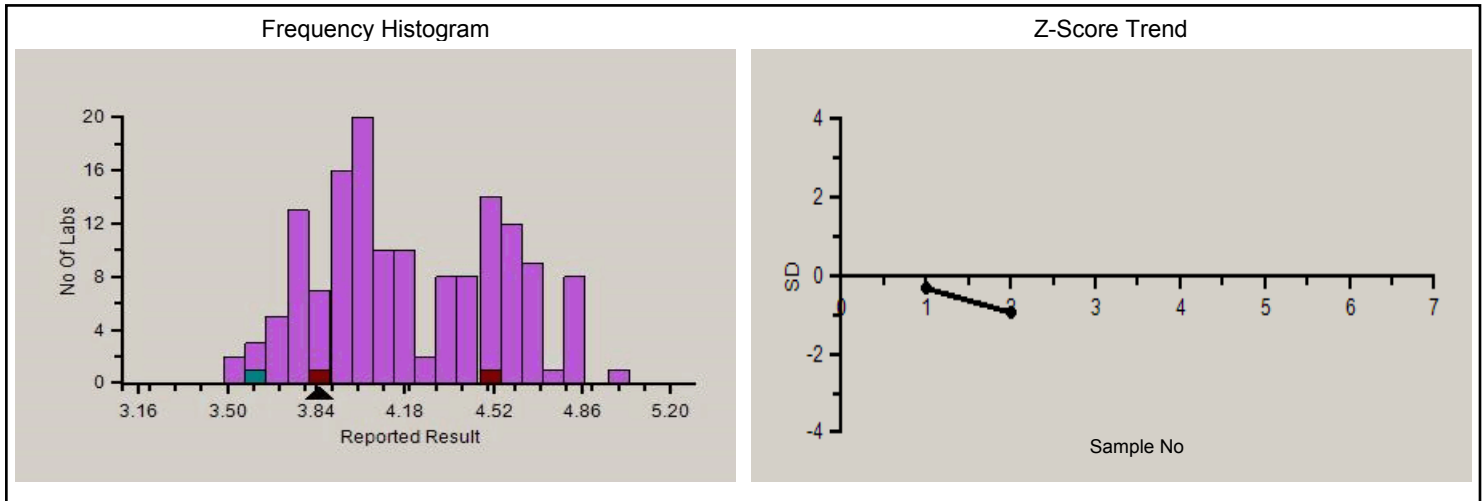 Frequency Histogram
20
16
12
8
4
0
No Of Labs
3.16 3.50 3.84 4.18 4.52 4.86 5.20
Reported Result
Z-Score Trend
4
2
0
-2
-4
SD
0 1 2 3 4 5 6 7
Sample No